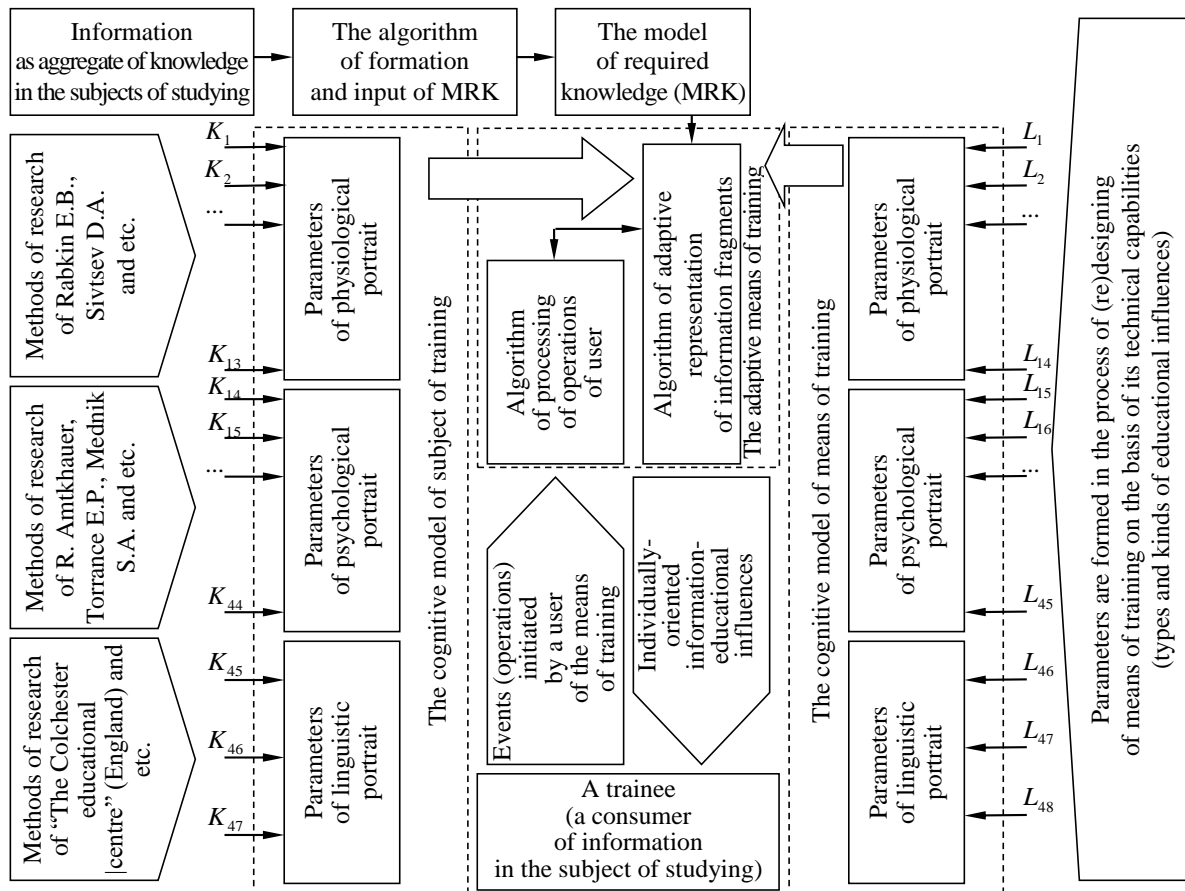 Information
as aggregate of knowledge
in the subjects of studying
The algorithm
of formation
and input of MRK
The model
of required
knowledge (MRK)
Methods of research
of Rabkin E.B.,
Sivtsev D.A.
and etc.
K1
K2
...
K13
Parameters
of physiological
portrait
Methods of research
of R. Amtkhauer,
Torrance E.P., Mednik
S.A. and etc.
K14
K15
...
K44
Parameters
of psychological
portrait
Methods of research
of “The Colchester
educational
|centre” (England) and
etc.
K45
K46
K47
Parameters
of linguistic
portrait
The cognitive model of subject of training
Algorithm
of processing
of operations
of user
Algorithm of adaptive
representation
of information fragments
The adaptive means of training
Events (operations)
initiated
by a user
of the means
of training
Individually-
oriented
information-
educational
influences
A trainee
(a consumer
of information
in the subject of studying)
The cognitive model of means of training
Parameters
of physiological
portrait
L1
L2
...
L14
Parameters
of psychological
portrait
L15
L16
...
L45
Parameters
of linguistic
portrait
L46
L47
L48
Parameters are formed in the process of (re)designing
of means of training on the basis of its technical capabilities
(types and kinds of educational influences)